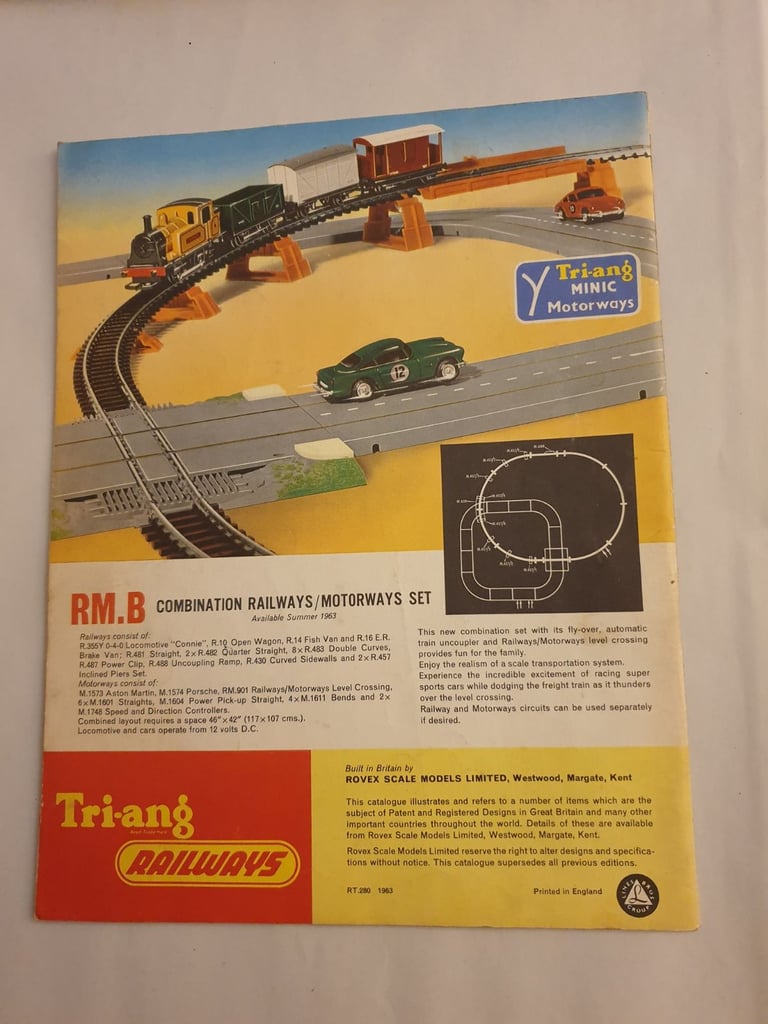 12
Tri-ang
MINIC
Motorways
RM.B COMBINATION RAILWAYS/MOTORWAYS SET
Available Summer 1963
Railways consist of:
R.355Y 0-4-0 Locomotive "Connie", R.10 Open Wagon, R.14 Fish Van and R.16 E.R.
Brake Van; R.481 Straight, 2×R.482 Quarter Straight, 8×R.483 Double Curves,
R.487 Power Clip, R.488 Uncoupling Ramp, R.430 Curved Sidewalls and 2×R.457
Inclined Piers Set.
Motorways consist of:
M.1573 Aston Martin, M.1574 Porsche, RM.901 Railways/Motorways Level Crossing,
6×M.1601 Straights, M.1604 Power Pick-up Straight, 4×M.1611 Bends and 2×
M.1748 Speed and Direction Controllers.
Combined layout requires a space 46"×42" (117×107 cms.).
Locomotive and cars operate from 12 volts D.C.
This new combination set with its fly-over, automatic
train uncoupler and Railways/Motorways level crossing
provides fun for the family.
Enjoy the realism of a scale transportation system.
Experience the incredible excitement of racing super
sports cars while dodging the freight train as it thunders
over the level crossing.
Railway and Motorways circuits can be used separately
if desired.
Tri-ang
Regd. Trademark
RAILWAYS
Built in Britain by
ROVEX SCALE MODELS LIMITED, Westwood, Margate, Kent
This catalogue illustrates and refers to a number of items which are the
subject of Patent and Registered Designs in Great Britain and many other
important countries throughout the world. Details of these are available
from Rovex Scale Models Limited, Westwood, Margate, Kent.
Rovex Scale Models Limited reserve the right to alter designs and specifica-
tions without notice. This catalogue supersedes all previous editions.
RT.280 1963
Printed in England
LINES BROS
GROUP